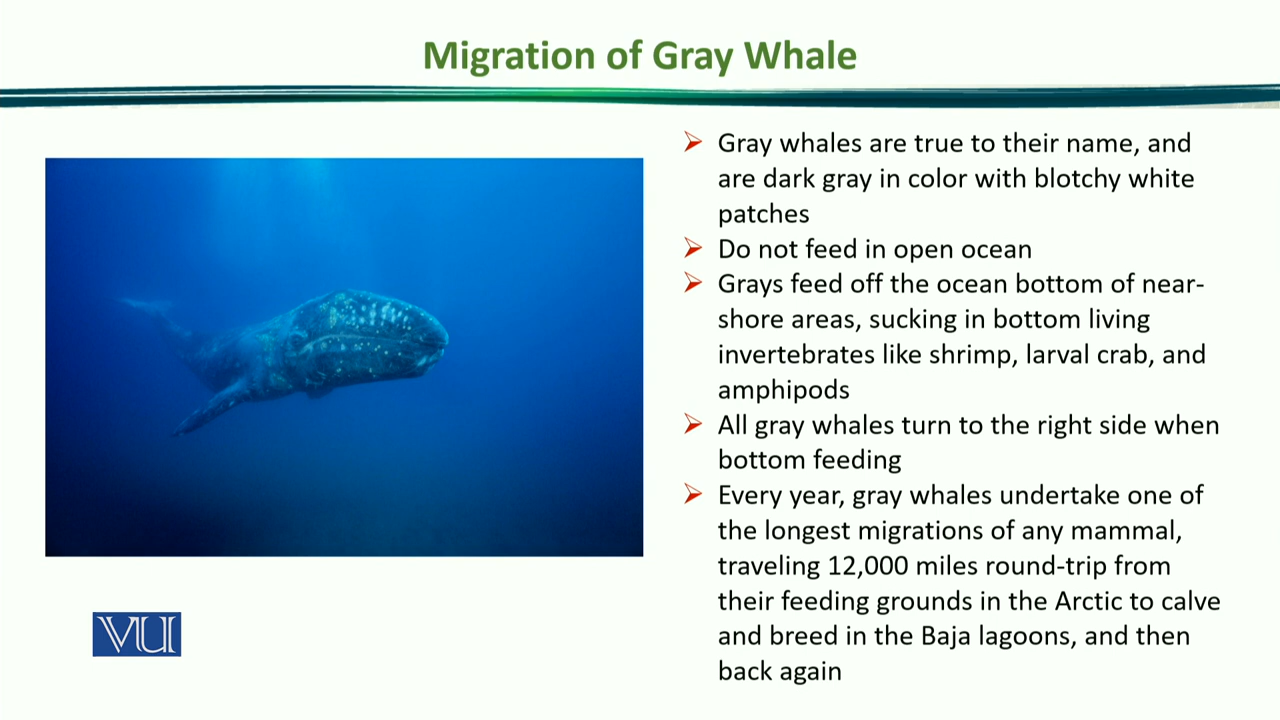 Migration of Gray Whale
Gray whales are true to their name, and
are dark gray in color with blotchy white
patches
Do not feed in open ocean
Grays feed off the ocean bottom of near-
shore areas, sucking in bottom living
invertebrates like shrimp, larval crab, and
amphipods
All gray whales turn to the right side when
bottom feeding
Every year, gray whales undertake one of
the longest migrations of any mammal,
traveling 12,000 miles round-trip from
their feeding grounds in the Arctic to calve
and breed in the Baja lagoons, and then
back again
VU